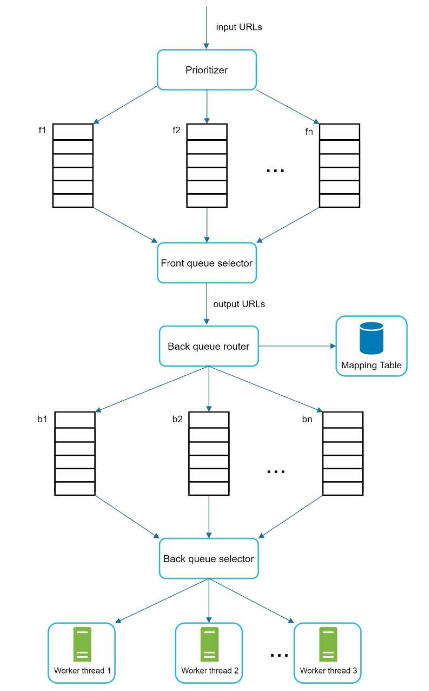 input URLs
Prioritizer
f1
f2
fn
...
Front queue selector
output URLs
Back queue router
Mapping Table
b1
b2
bn
...
Back queue selector
...
Worker thread 1
Worker thread 2
Worker thread 3